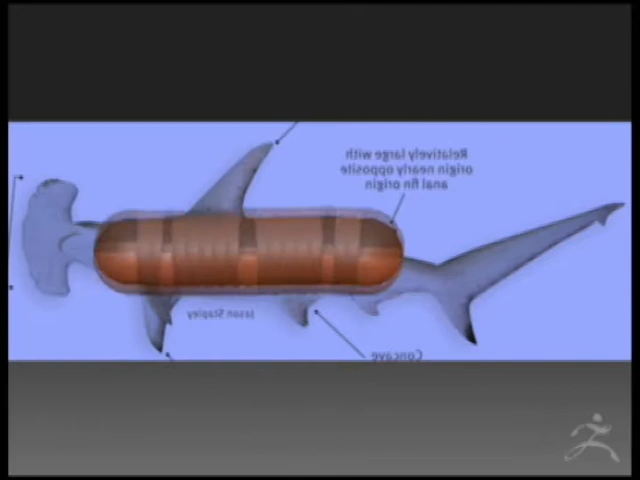 Relatively large with
origin nearly opposite
anal fin origin
Jason Stapley
Concave